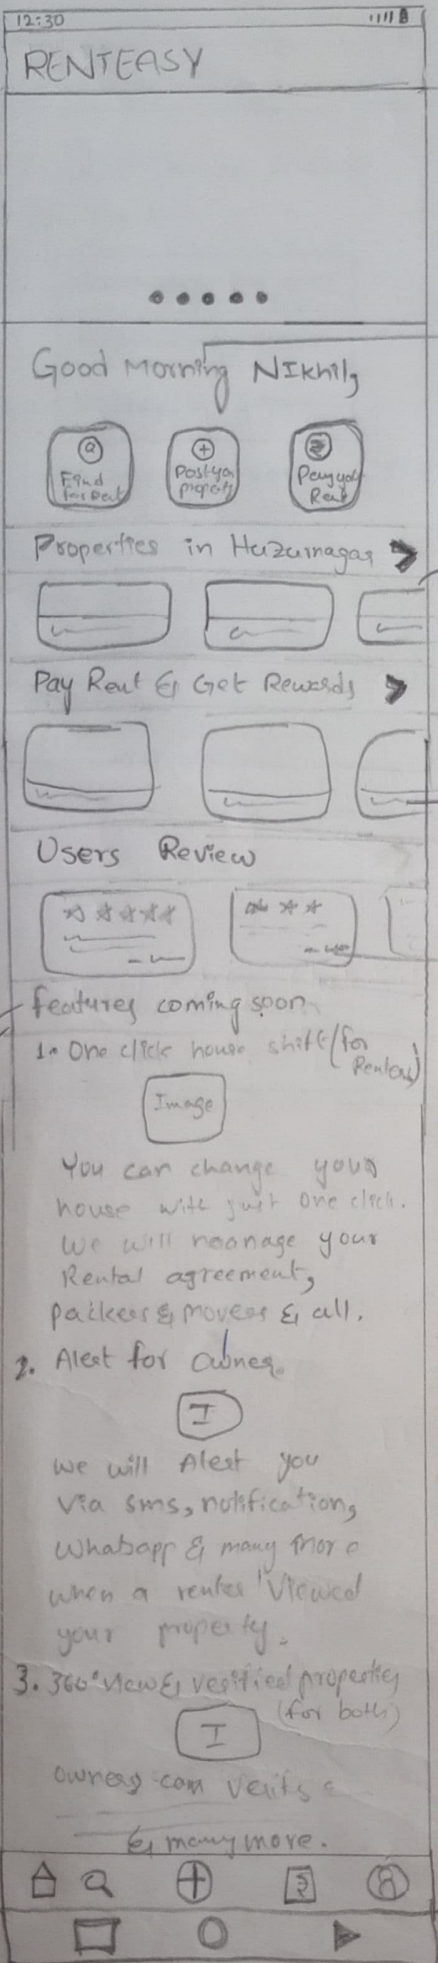 12:30
RENTEASY
Good Morning NIkhil,
Find
for Rent
Post your
property
₹
Pay your
Rent
Properties in Huzurnagar >
Pay Rent & Get Rewards >
Users Review
features coming soon
1. One click house shift (for
Renters)
Image
You can change your
house with just one click.
We will manage your
Rental agreement,
packers & movers & all.
2. Alert for Owner.
I
we will Alert you
via sms, notification,
Whatsapp & many more
when a renter Viewed
your property.
3. 360° View & verified property
(for both)
I
owners can verify
& many more.
₹